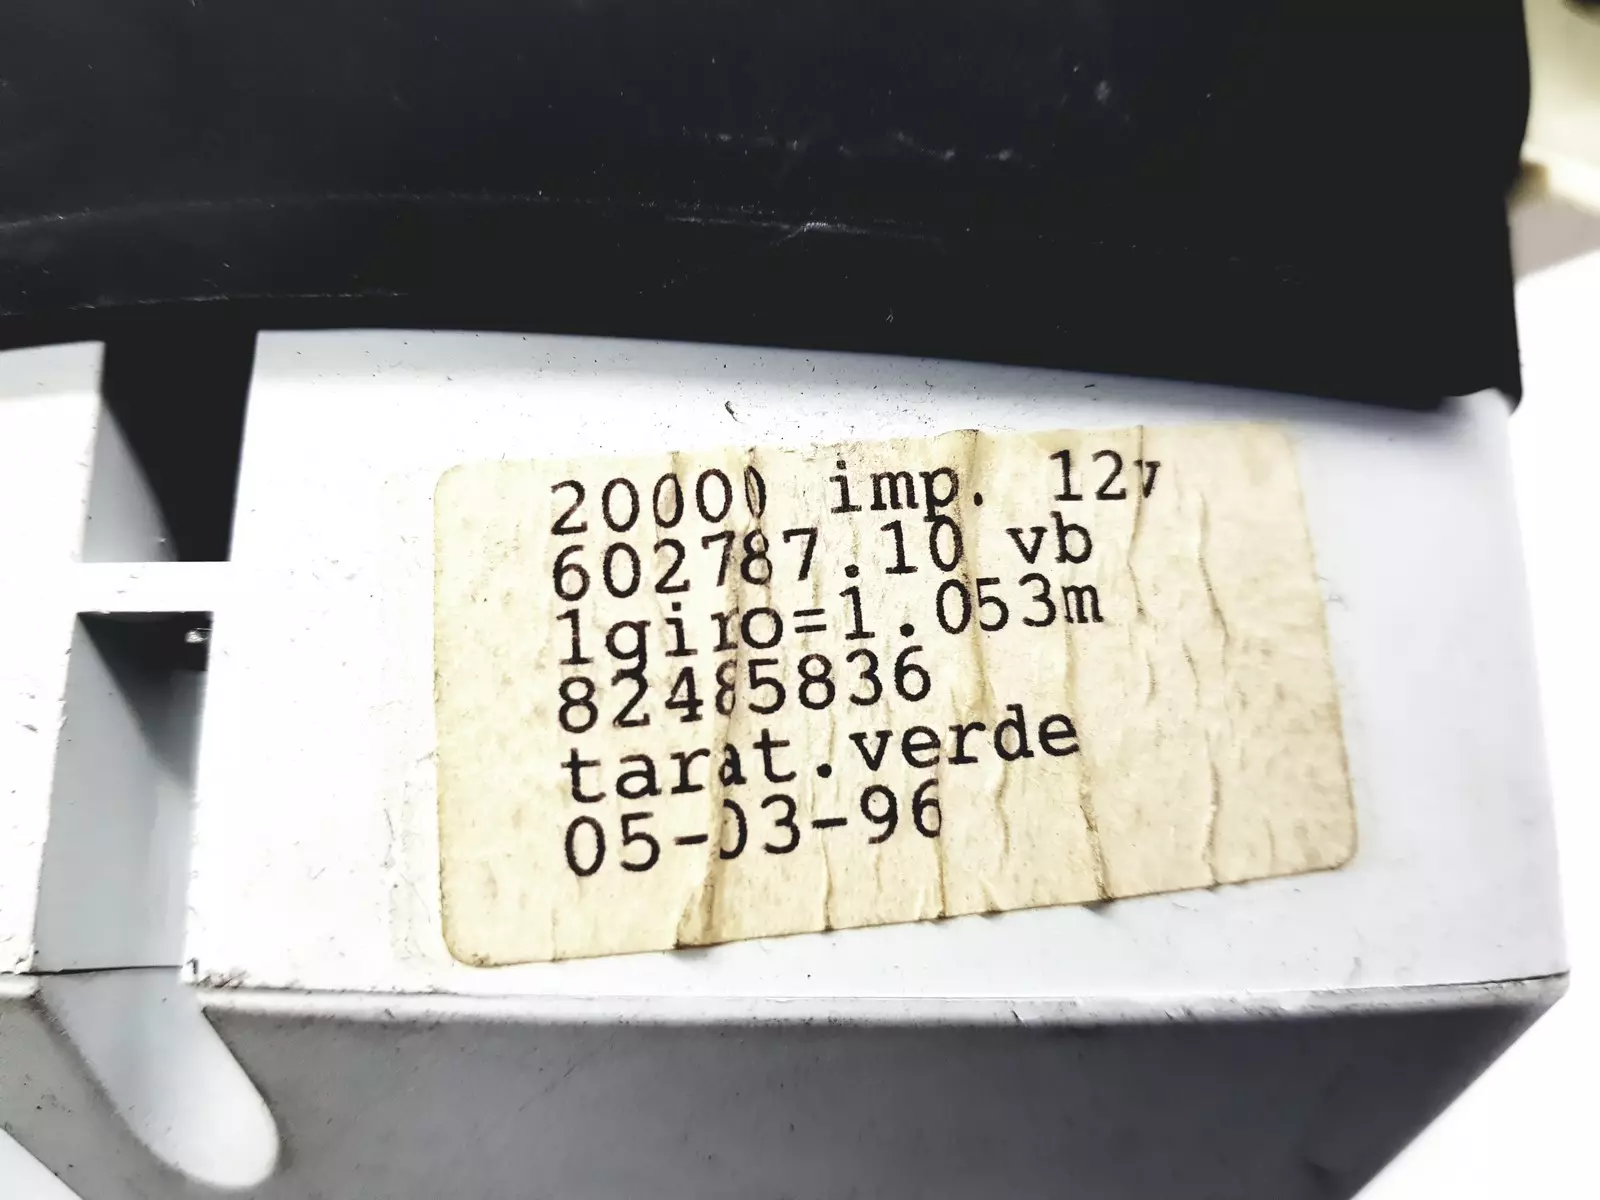 20000 imp. 12v
602787.10 vb
1giro=1.053m
82485836
tarat.verde
05-03-96